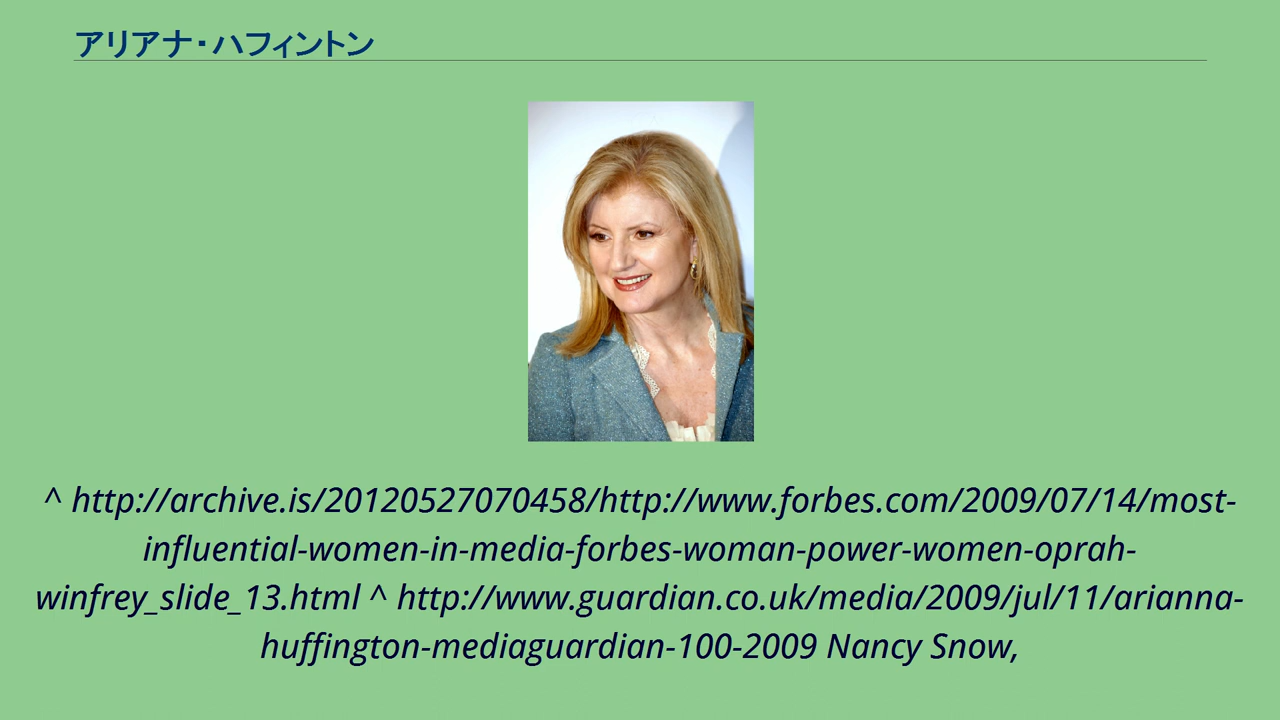 アリアナ・ハフィントン
^ http://archive.is/20120527070458/http://www.forbes.com/2009/07/14/most-
influential-women-in-media-forbes-woman-power-women-oprah-
winfrey_slide_13.html ^ http://www.guardian.co.uk/media/2009/jul/11/arianna-
huffington-mediaguardian-100-2009 Nancy Snow,